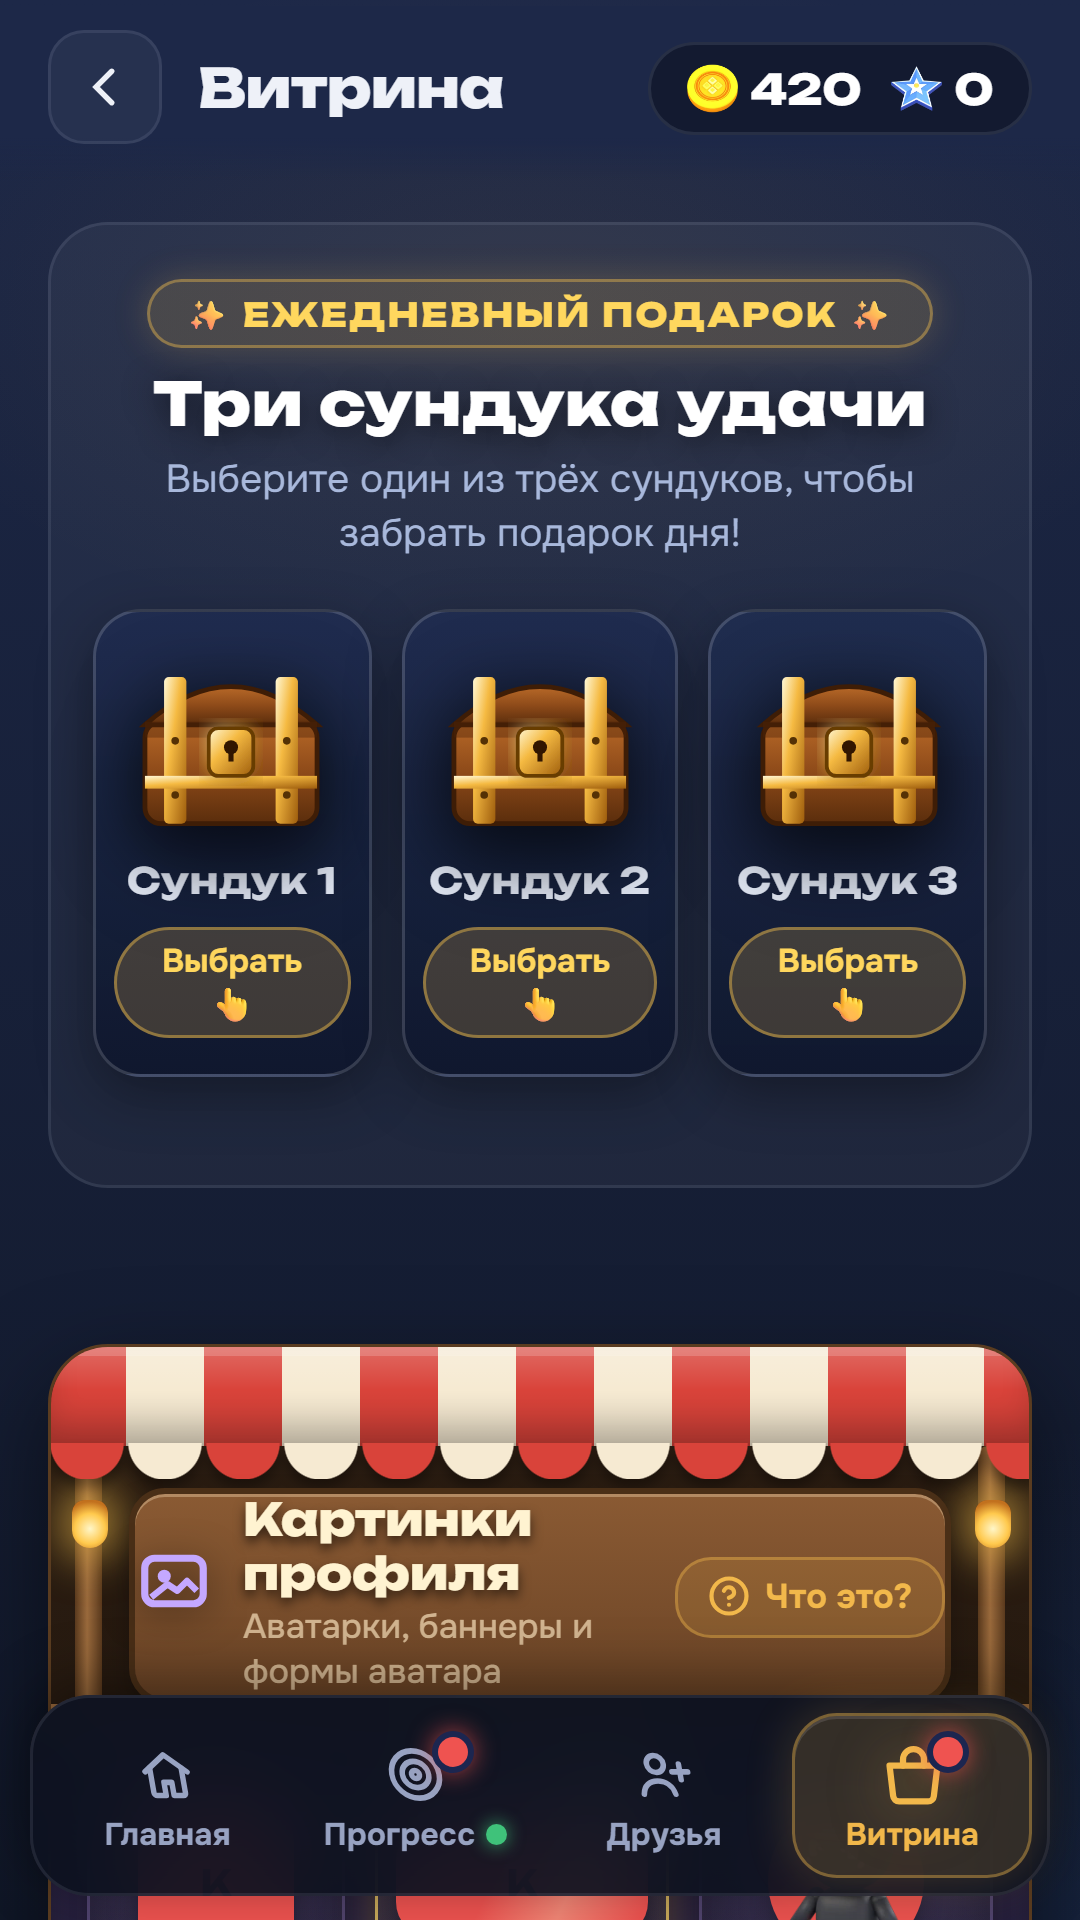 Витрина
420
0
ЕЖЕДНЕВНЫЙ ПОДАРОК
Три сундука удачи
Выберите один из трёх сундуков, чтобы
забрать подарок дня!
Сундук 1
Сундук 2
Сундук 3
Выбрать
Выбрать
Выбрать
Картинки
профиля
Аватарки, баннеры и
формы аватара
Что это?
Главная
Прогресс
Друзья
Витрина